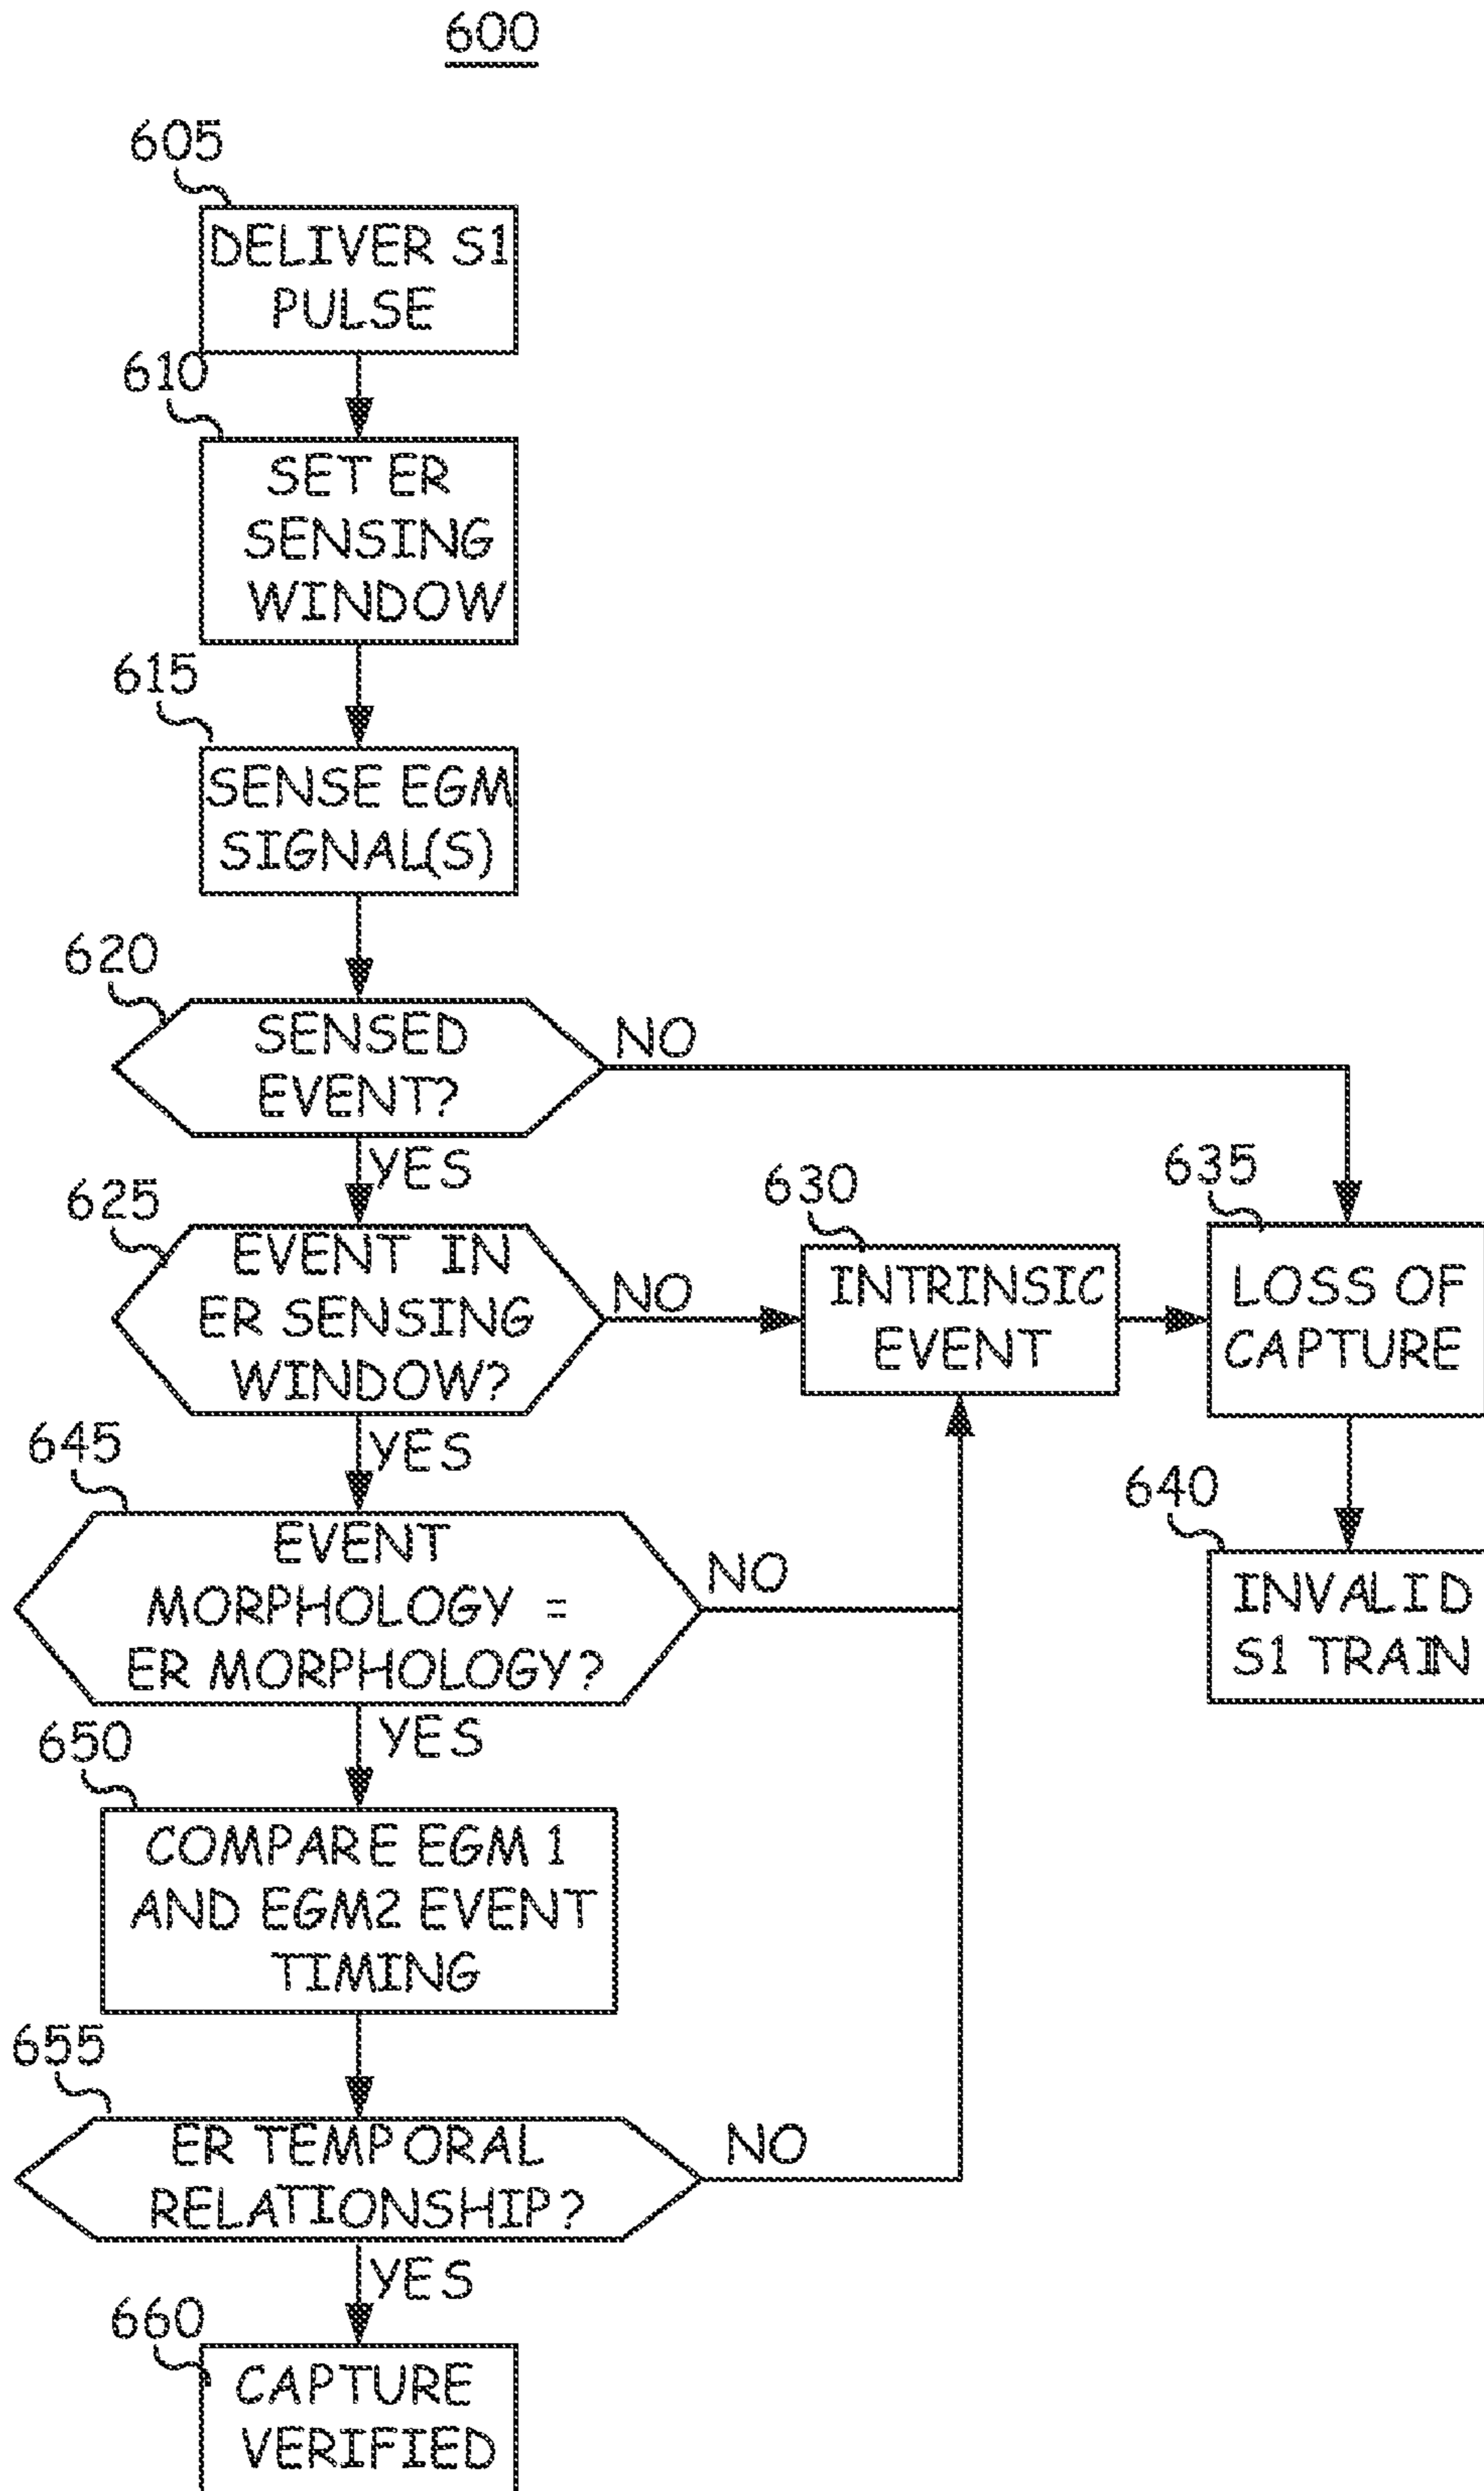 600
605
DELIVER S1
PULSE
610
SET ER
SENSING
WINDOW
615
SENSE EGM
SIGNAL(S)
620
SENSED
EVENT?
NO
YES
625
EVENT IN
ER SENSING
WINDOW?
NO
630
INTRINSIC
EVENT
635
LOSS OF
CAPTURE
YES
640
INVALID
S1 TRAIN
645
EVENT
MORPHOLOGY =
ER MORPHOLOGY?
NO
YES
650
COMPARE EGM 1
AND EGM2 EVENT
TIMING
655
ER TEMPORAL
RELATIONSHIP?
NO
YES
660
CAPTURE
VERIFIED